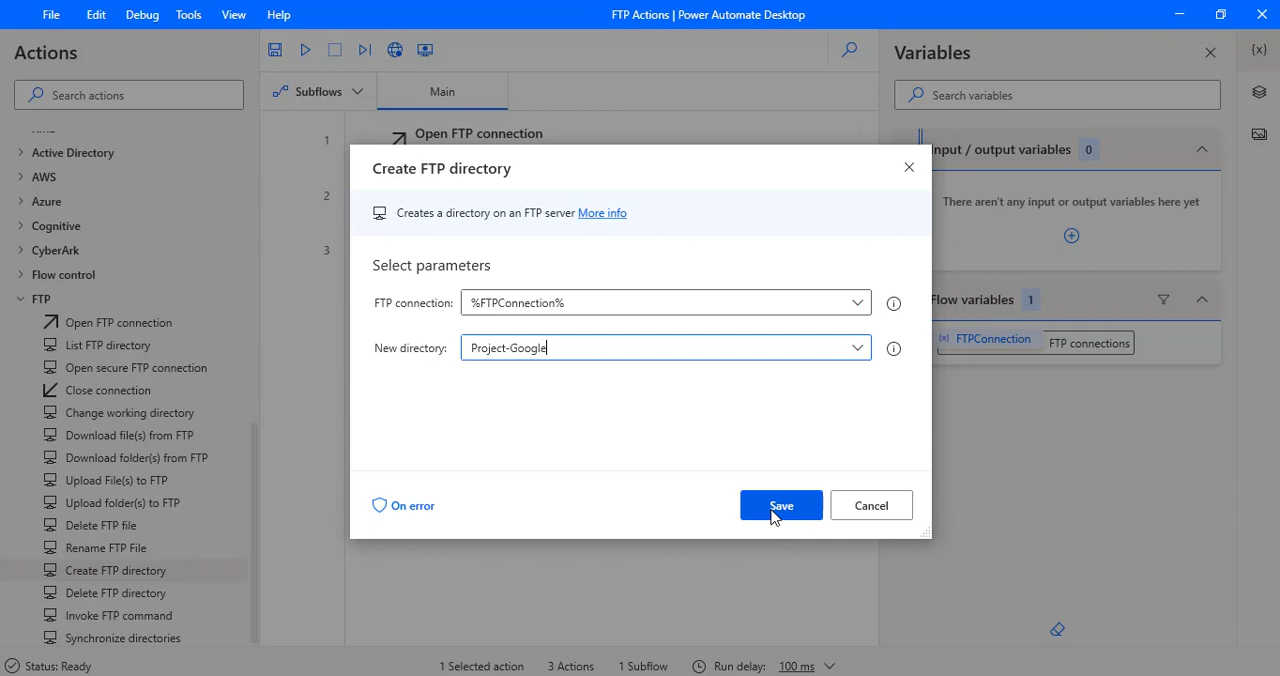 File Edit Debug Tools View Help FTP Actions | Power Automate Desktop
Actions
Search actions
Active Directory
AWS
Azure
Cognitive
CyberArk
Flow control
FTP
Open FTP connection
List FTP directory
Open secure FTP connection
Close connection
Change working directory
Download file(s) from FTP
Download folder(s) from FTP
Upload File(s) to FTP
Upload folder(s) to FTP
Delete FTP file
Rename FTP File
Create FTP directory
Delete FTP directory
Invoke FTP command
Synchronize directories
Subflows Main
1 Open FTP connection
2
3
Create FTP directory
Creates a directory on an FTP server More info
Select parameters
FTP connection: %FTPConnection%
New directory: Project-Google
On error Save Cancel
Variables {x}
Search variables
Input / output variables 0
There aren't any input or output variables here yet
Flow variables 1
(x) FTPConnection FTP connections
Status: Ready 1 Selected action 3 Actions 1 Subflow Run delay: 100 ms